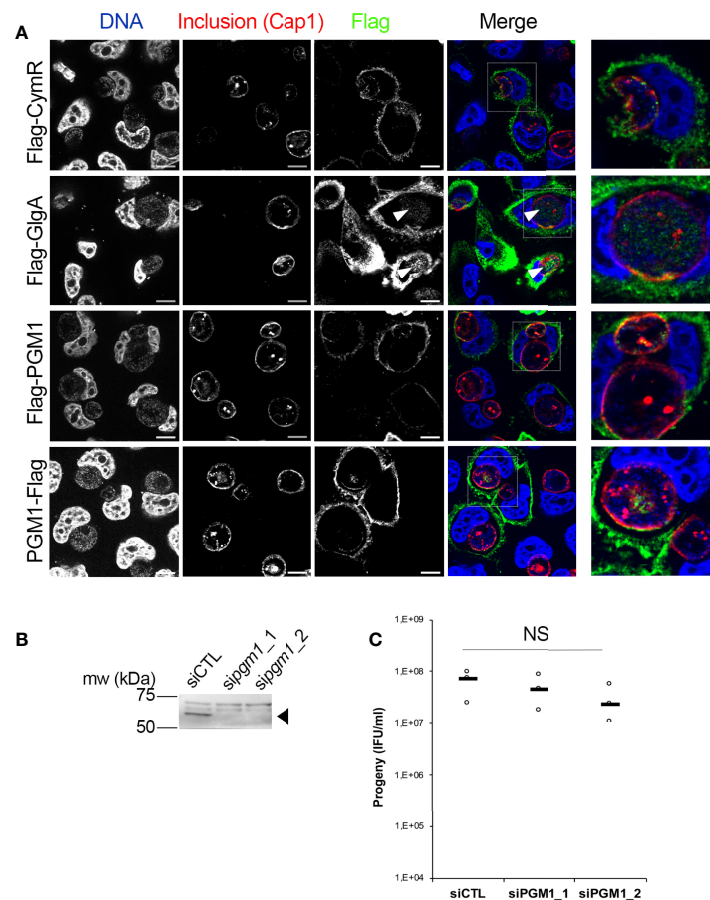 DNA Inclusion (Cap1) Flag Merge
A
Flag-CymR
Flag-GlgA
Flag-PGM1
PGM1-Flag
B
mw (kDa)
siCTL
sipgm1_1
sipgm1_2
75
50
C
NS
Progeny (IFU/ml)
1,E+09
1,E+08
1,E+07
1,E+06
1,E+05
1,E+04
siCTL siPGM1_1 siPGM1_2